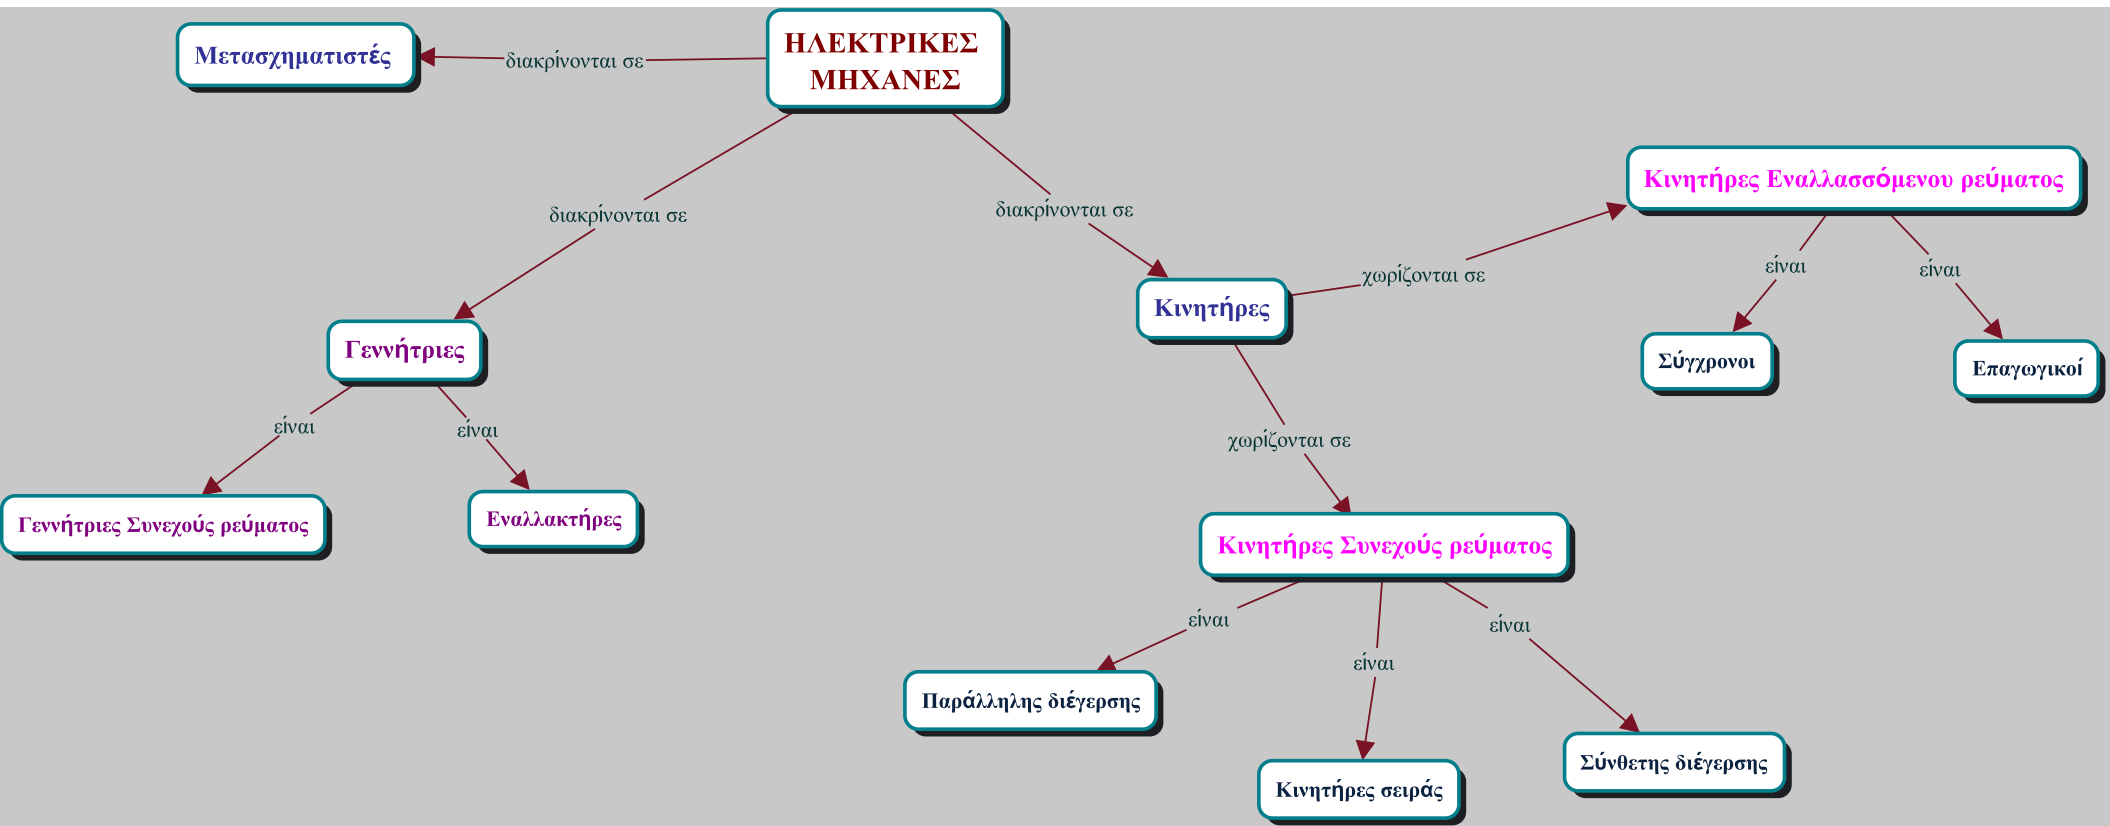 ΗΛΕΚΤΡΙΚΕΣ
ΜΗΧΑΝΕΣ
διακρίνονται σε
Μετασχηματιστές
διακρίνονται σε
διακρίνονται σε
Κινητήρες Εναλλασσόμενου ρεύματος
χωρίζονται σε
είναι
είναι
Κινητήρες
Γεννήτριες
Σύγχρονοι
Επαγωγικοί
είναι
είναι
χωρίζονται σε
Γεννήτριες Συνεχούς ρεύματος
Εναλλακτήρες
Κινητήρες Συνεχούς ρεύματος
είναι
είναι
είναι
Παράλληλης διέγερσης
Κινητήρες σειράς
Σύνθετης διέγερσης